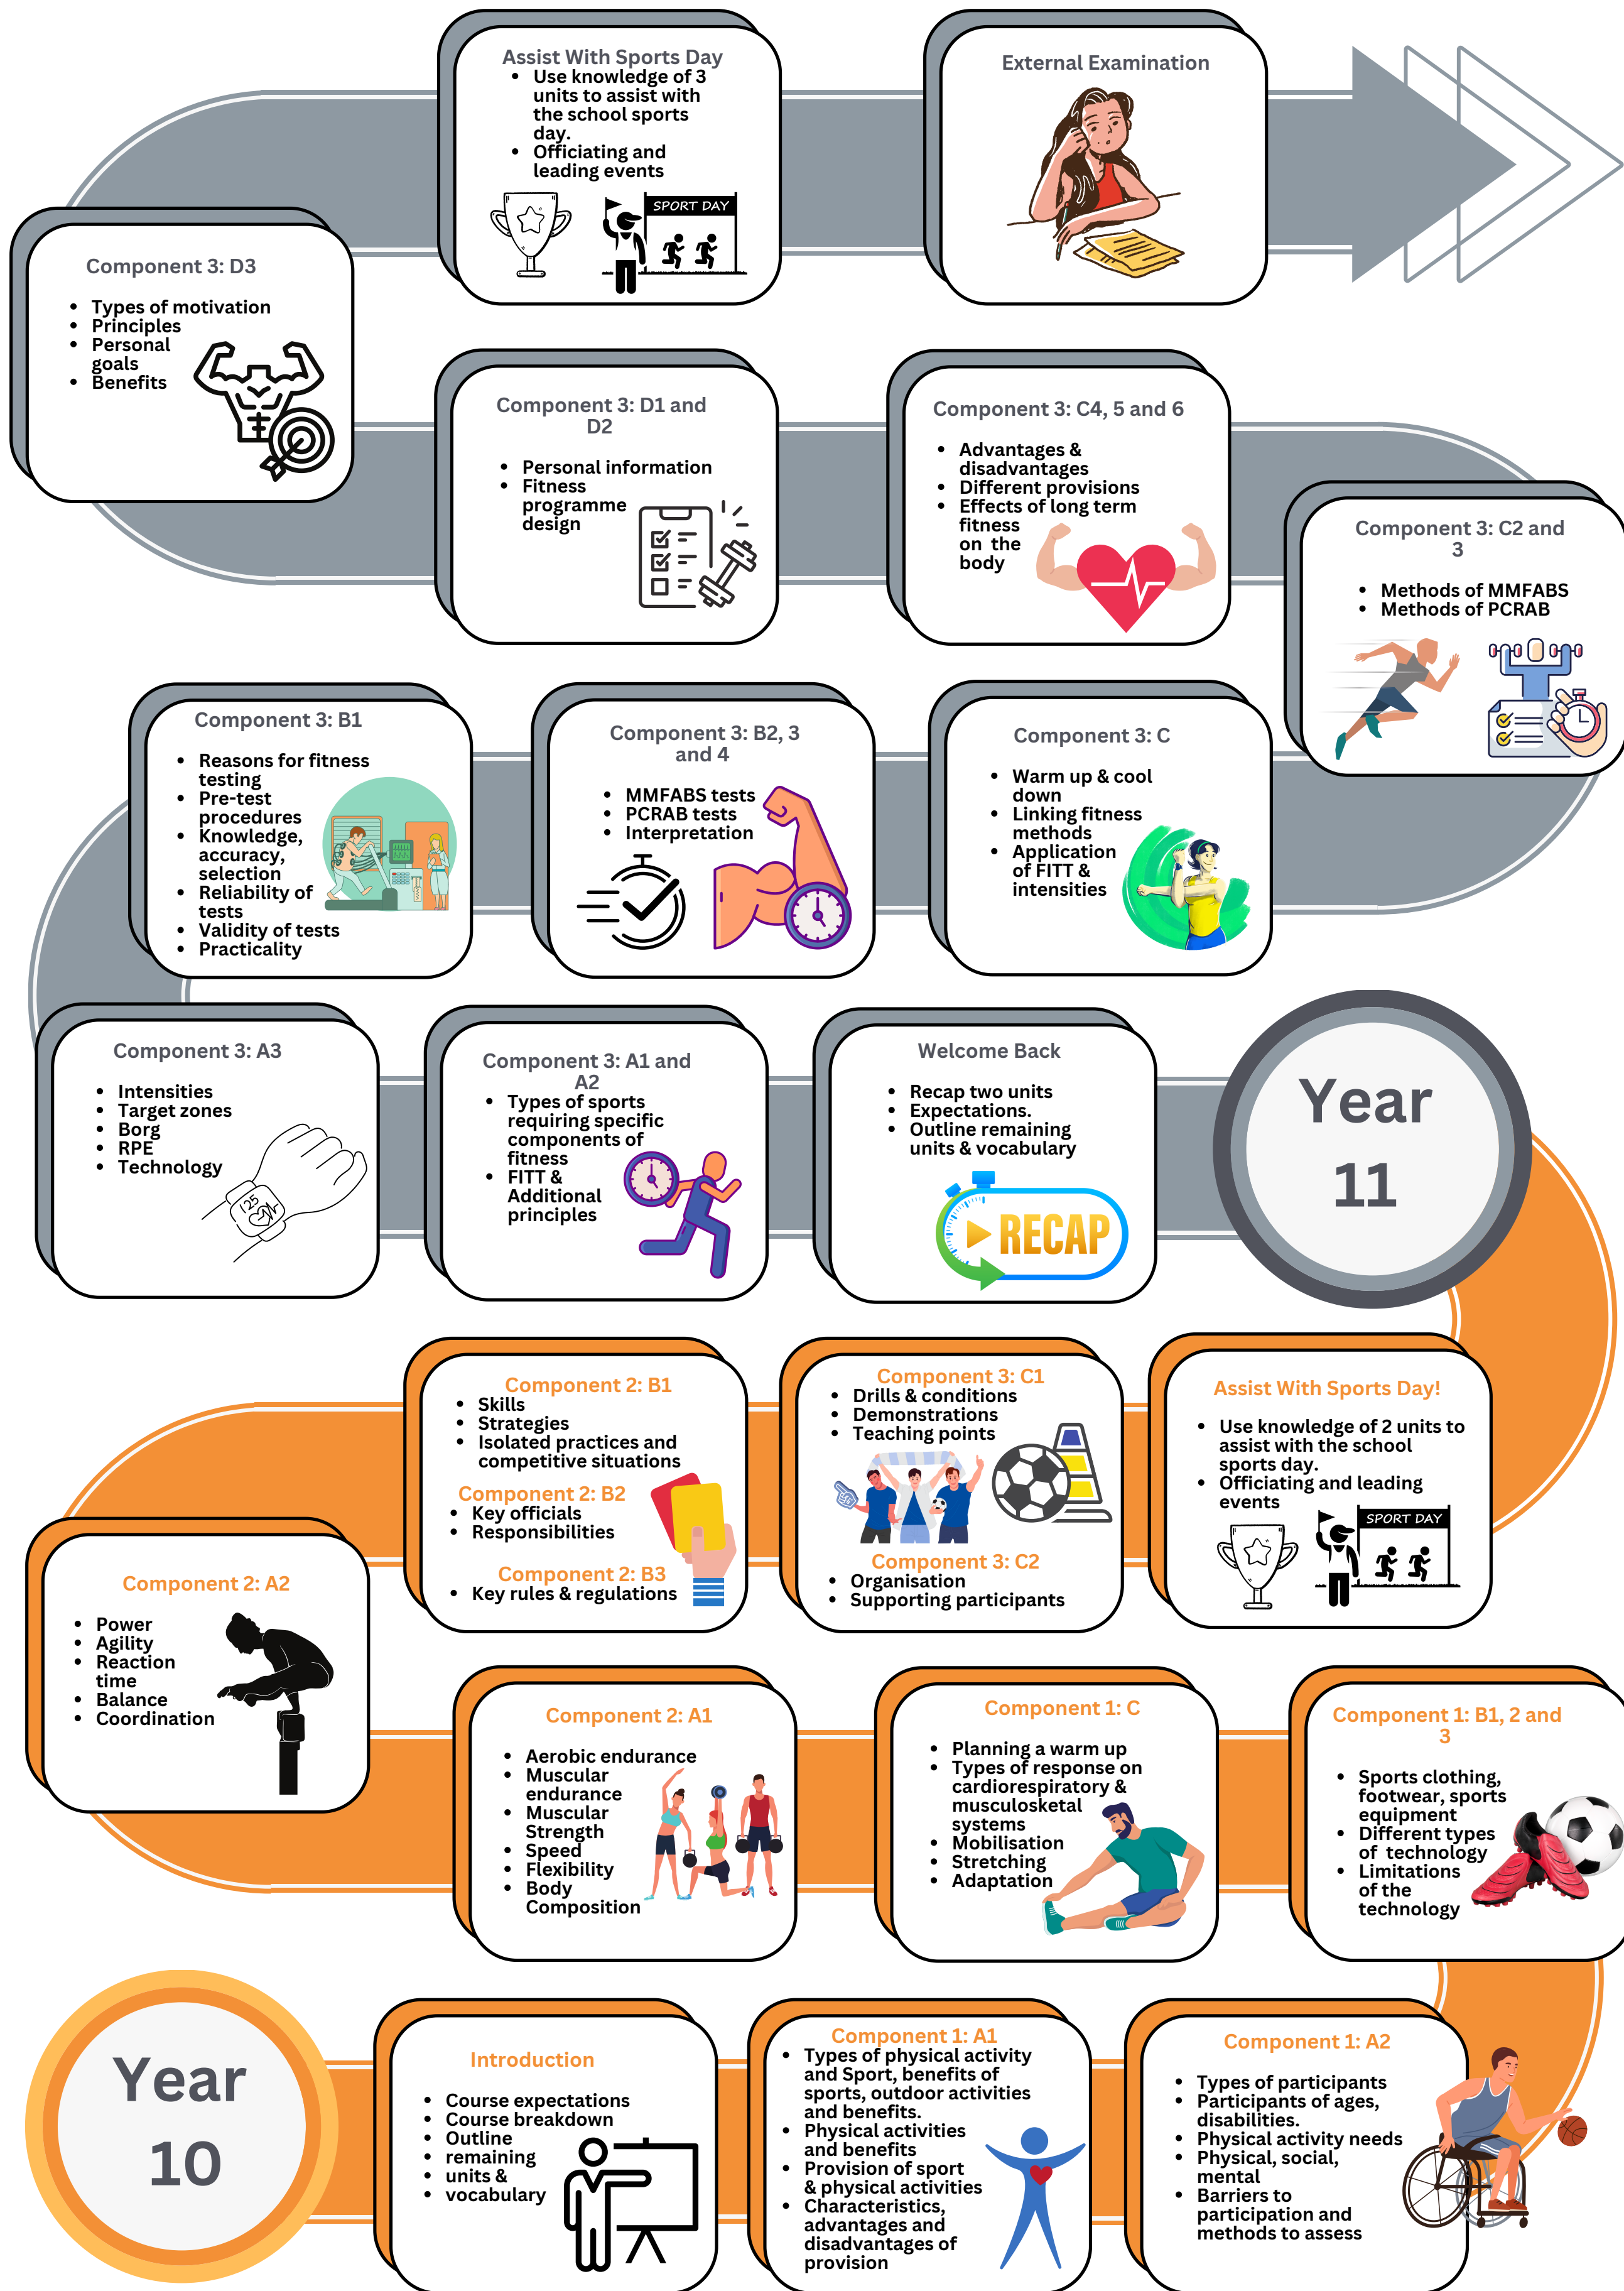 Assist With Sports Day
• Use knowledge of 3
units to assist with
the school sports
day.
• Officiating and
leading events
SPORT DAY
External Examination
Component 3: D3
• Types of motivation
• Principles
• Personal
goals
• Benefits
Component 3: D1 and
D2
• Personal information
• Fitness
programme
design
Component 3: C4, 5 and 6
• Advantages &
disadvantages
• Different provisions
• Effects of long term
fitness
on the
body
Component 3: C2 and
3
• Methods of MMFABS
• Methods of PCRAB
Component 3: B1
• Reasons for fitness
testing
• Pre-test
procedures
• Knowledge,
accuracy,
selection
• Reliability of
tests
• Validity of tests
• Practicality
Component 3: B2, 3
and 4
• MMFABS tests
• PCRAB tests
• Interpretation
Component 3: C
• Warm up & cool
down
• Linking fitness
methods
• Application
of FITT &
intensities
Component 3: A3
• Intensities
• Target zones
• Borg
• RPE
• Technology
125
Component 3: A1 and
A2
• Types of sports
requiring specific
components of
fitness
• FITT &
Additional
principles
Welcome Back
• Recap two units
• Expectations.
• Outline remaining
units & vocabulary
RECAP
Year
11
Component 2: B1
• Skills
• Strategies
• Isolated practices and
competitive situations
Component 2: B2
• Key officials
• Responsibilities
Component 2: B3
• Key rules & regulations
Component 3: C1
• Drills & conditions
• Demonstrations
• Teaching points
Component 3: C2
• Organisation
• Supporting participants
Assist With Sports Day!
• Use knowledge of 2 units to
assist with the school
sports day.
• Officiating and leading
events
SPORT DAY
Component 2: A2
• Power
• Agility
• Reaction
time
• Balance
• Coordination
Component 2: A1
• Aerobic endurance
• Muscular
endurance
• Muscular
Strength
• Speed
• Flexibility
• Body
Composition
Component 1: C
• Planning a warm up
• Types of response on
cardiorespiratory &
musculosketal
systems
• Mobilisation
• Stretching
• Adaptation
Component 1: B1, 2 and
3
• Sports clothing,
footwear, sports
equipment
• Different types
of technology
• Limitations
of the
technology
Year
10
Introduction
• Course expectations
• Course breakdown
• Outline
• remaining
• units &
• vocabulary
Component 1: A1
• Types of physical activity
and Sport, benefits of
sports, outdoor activities
and benefits.
• Physical activities
and benefits
• Provision of sport
& physical activities
• Characteristics,
advantages and
disadvantages of
provision
Component 1: A2
• Types of participants
• Participants of ages,
disabilities.
• Physical activity needs
• Physical, social,
mental
• Barriers to
participation and
methods to assess